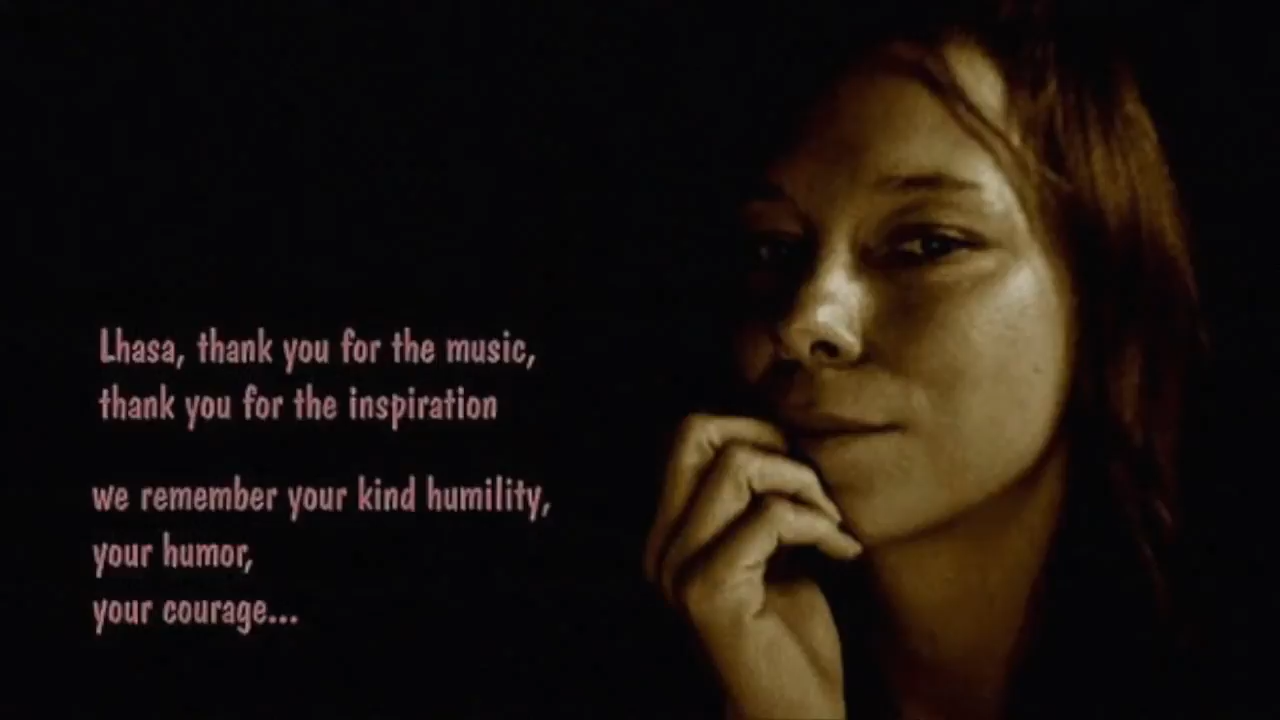 Lhasa, thank you for the music,
thank you for the inspiration
we remember your kind humility,
your humor,
your courage...